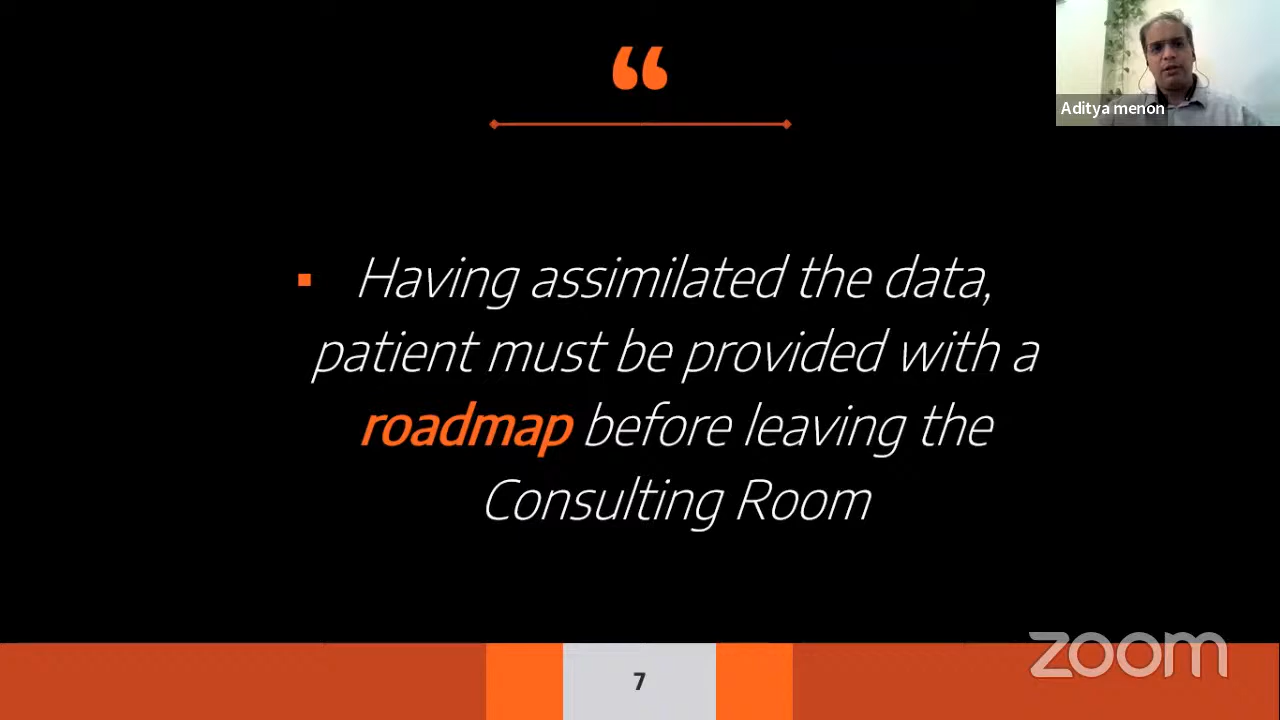 “
Aditya menon
▪ Having assimilated the data,
patient must be provided with a
roadmap before leaving the
Consulting Room
7
zoom